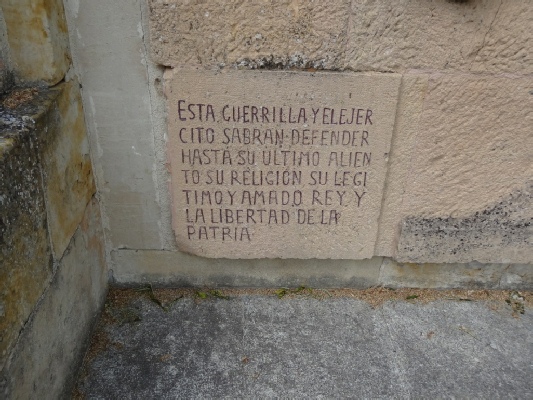 ESTA GUERRILLA Y EL EJER
CITO SABRAN DEFENDER
HASTA SU ULTIMO ALIEN
TO SU RELIGIÓN SU LEGI
TIMO Y AMADO REY Y
LA LIBERTAD DE LA
PATRIA